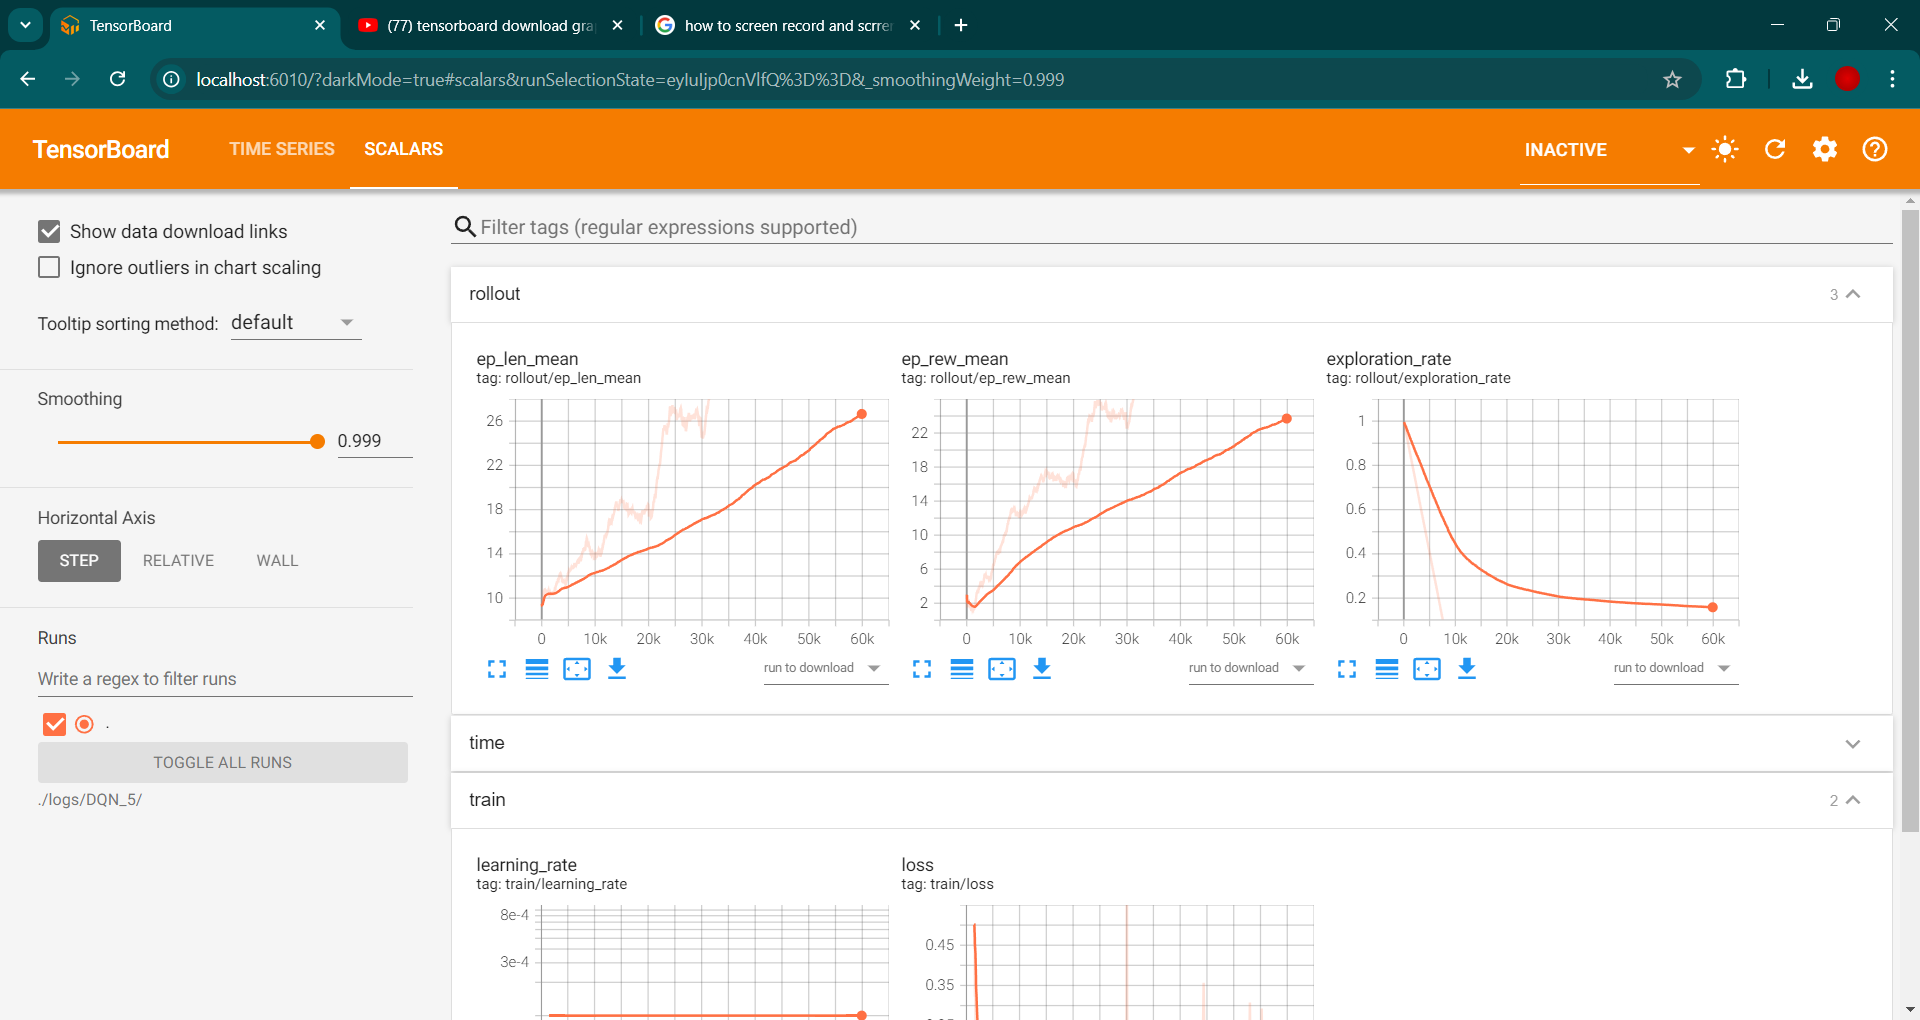 TensorBoard
(77) tensorboard download gra
how to screen record and scrre
localhost:6010/?darkMode=true#scalars&runSelectionState=eyIuIjp0cnVlfQ%3D%3D&_smoothingWeight=0.999
TensorBoard
TIME SERIES
SCALARS
INACTIVE
Show data download links
Ignore outliers in chart scaling
Tooltip sorting method: default
Smoothing
0.999
Horizontal Axis
STEP
RELATIVE
WALL
Runs
Write a regex to filter runs
.
TOGGLE ALL RUNS
./logs/DQN_5/
Filter tags (regular expressions supported)
rollout
3
ep_len_mean
tag: rollout/ep_len_mean
26
22
18
14
10
0 10k 20k 30k 40k 50k 60k
run to download
ep_rew_mean
tag: rollout/ep_rew_mean
22
18
14
10
6
2
0 10k 20k 30k 40k 50k 60k
run to download
exploration_rate
tag: rollout/exploration_rate
1
0.8
0.6
0.4
0.2
0 10k 20k 30k 40k 50k 60k
run to download
time
train
2
learning_rate
tag: train/learning_rate
8e-4
3e-4
loss
tag: train/loss
0.45
0.35